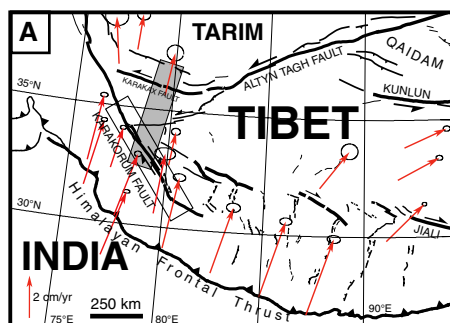 A
TARIM
QAIDAM
ALTYN TAGH FAULT
35°N
KARAKAX FAULT
KUNLUN
TIBET
KARAKORUM FAULT
30°N
Himalayan Frontal Thrust
JIALI
INDIA
2 cm/yr
250 km
75°E
80°E
90°E